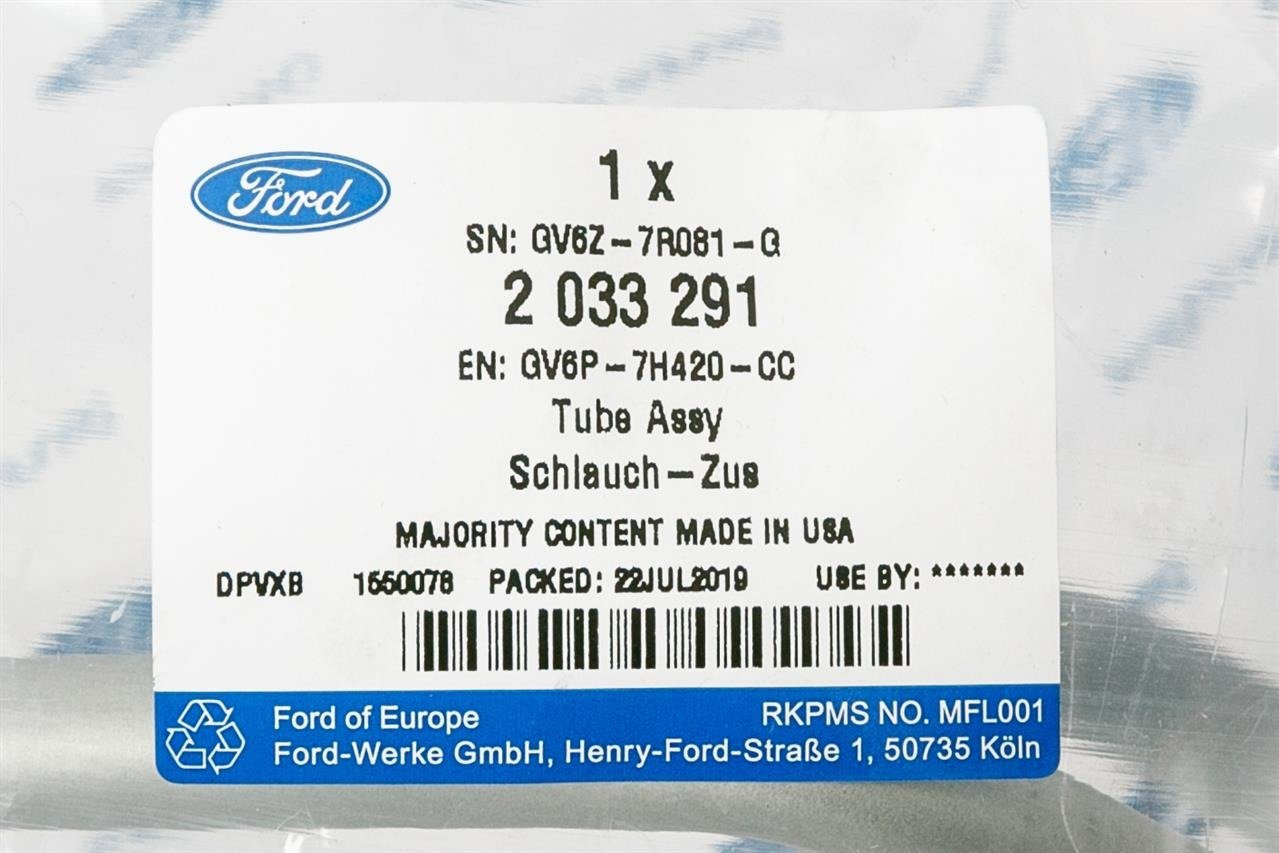 Ford
1 x
SN: GV6Z-7R081-G
2 033 291
EN: GV6P-7H420-CC
Tube Assy
Schlauch-Zus
MAJORITY CONTENT MADE IN USA
DPVXB 1550078 PACKED: 22JUL2019 USE BY: *******
Ford of Europe RKPMS NO. MFL001
Ford-Werke GmbH, Henry-Ford-Straße 1, 50735 Köln